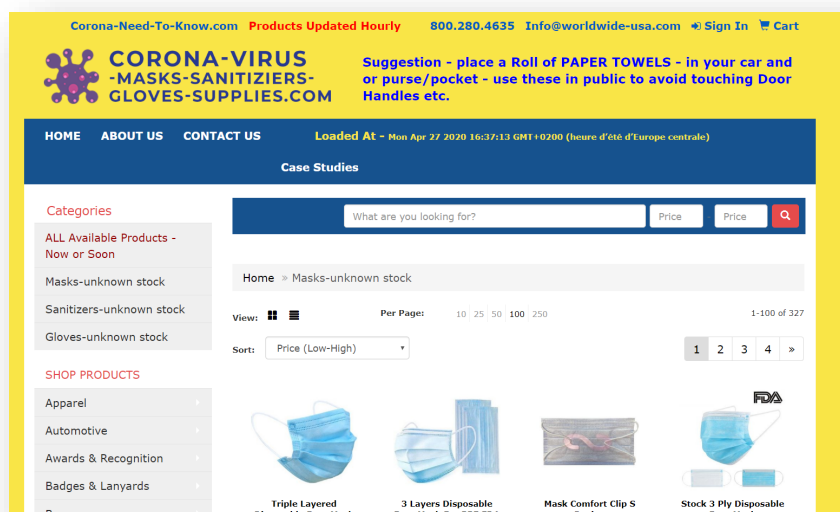 Corona-Need-To-Know.com Products Updated Hourly 800.280.4635 Info@worldwide-usa.com Sign In Cart
CORONA-VIRUS
-MASKS-SANITIZIERS-
GLOVES-SUPPLIES.COM
Suggestion - place a Roll of PAPER TOWELS - in your car and
or purse/pocket - use these in public to avoid touching Door
Handles etc.
HOME ABOUT US CONTACT US Loaded At - Mon Apr 27 2020 16:37:13 GMT+0200 (heure d'été d'Europe centrale)
Case Studies
Categories
ALL Available Products -
Now or Soon
Masks-unknown stock
Sanitizers-unknown stock
Gloves-unknown stock
SHOP PRODUCTS
Apparel
Automotive
Awards & Recognition
Badges & Lanyards
What are you looking for? Price - Price
Home » Masks-unknown stock
View: Per Page: 10 25 50 100 250 1-100 of 327
Sort: Price (Low-High) 1 2 3 4 »
FDA
Triple Layered
3 Layers Disposable
Mask Comfort Clip S
Stock 3 Ply Disposable